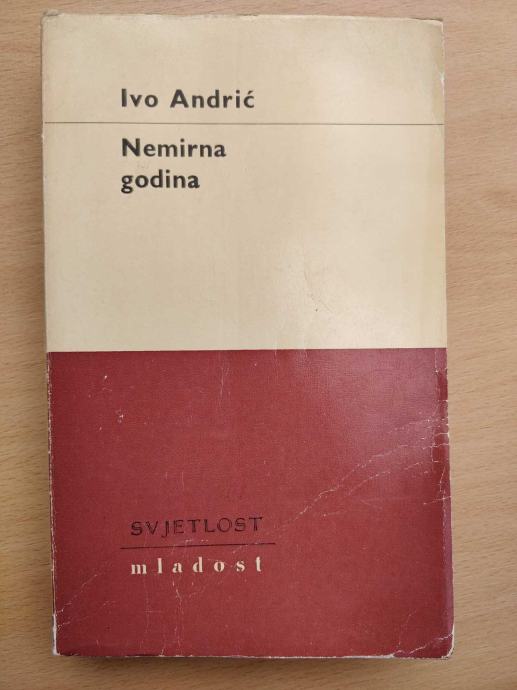 Ivo Andrić
Nemirna
godina
SVJETLOST
mladost